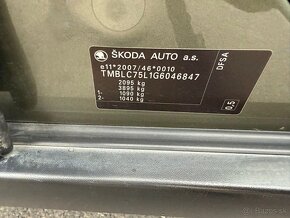 ŠKODA AUTO a.s.
e11*2007/46*0010
TMBLC75L1G6046847
2095 kg
3895 kg
1- 1090 kg
2- 1040 kg
DFSA
0,5